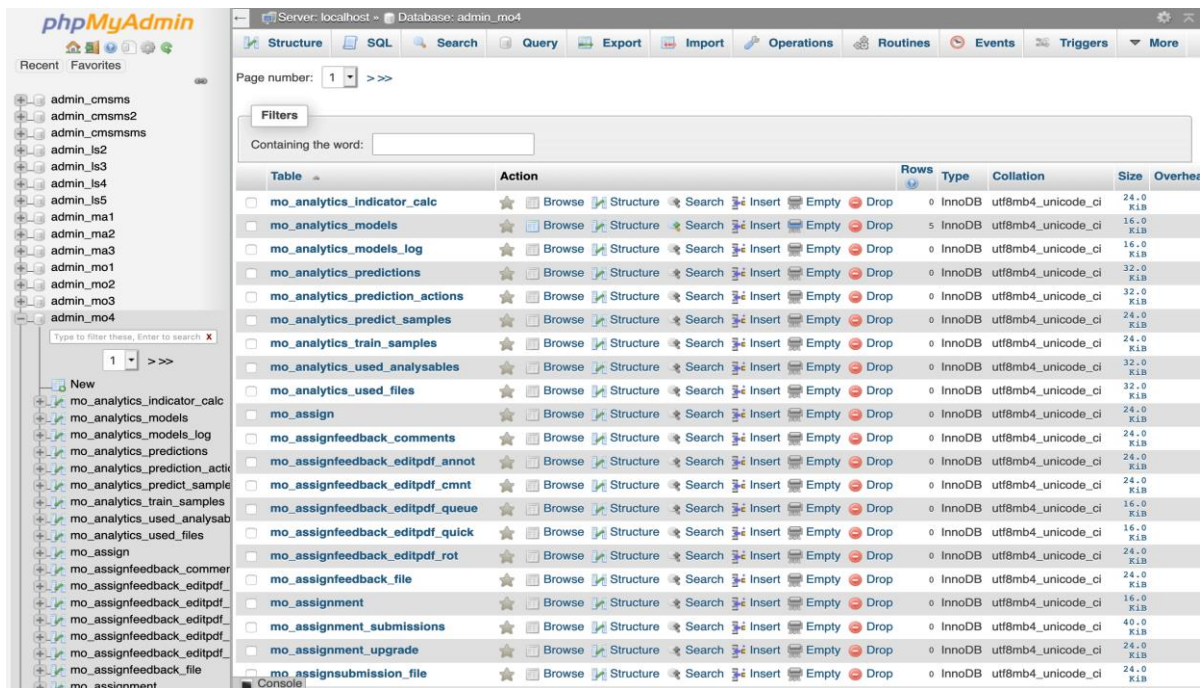 phpMyAdmin
Recent Favorites
admin_cmsms
admin_cmsms2
admin_cmsmsms
admin_ls2
admin_ls3
admin_ls4
admin_ls5
admin_ma1
admin_ma2
admin_ma3
admin_mo1
admin_mo2
admin_mo3
admin_mo4
Type to filter these, Enter to search X
1 > >>
New
mo_analytics_indicator_calc
mo_analytics_models
mo_analytics_models_log
mo_analytics_predictions
mo_analytics_prediction_actio
mo_analytics_predict_sample
mo_analytics_train_samples
mo_analytics_used_analysab
mo_analytics_used_files
mo_assign
mo_assignfeedback_commer
mo_assignfeedback_editpdf_
mo_assignfeedback_editpdf_
mo_assignfeedback_editpdf_
mo_assignfeedback_editpdf_
mo_assignfeedback_editpdf_
mo_assignfeedback_file
mo_assignment
Server: localhost » Database: admin_mo4
Structure SQL Search Query Export Import Operations Routines Events Triggers More
Page number: 1 > >>
Filters
Containing the word:
Table Action Rows Type Collation Size Overhea
mo_analytics_indicator_calc Browse Structure Search Insert Empty Drop 0 InnoDB utf8mb4_unicode_ci 24.0 KiB
mo_analytics_models Browse Structure Search Insert Empty Drop 5 InnoDB utf8mb4_unicode_ci 16.0 KiB
mo_analytics_models_log Browse Structure Search Insert Empty Drop 0 InnoDB utf8mb4_unicode_ci 16.0 KiB
mo_analytics_predictions Browse Structure Search Insert Empty Drop 0 InnoDB utf8mb4_unicode_ci 32.0 KiB
mo_analytics_prediction_actions Browse Structure Search Insert Empty Drop 0 InnoDB utf8mb4_unicode_ci 32.0 KiB
mo_analytics_predict_samples Browse Structure Search Insert Empty Drop 0 InnoDB utf8mb4_unicode_ci 24.0 KiB
mo_analytics_train_samples Browse Structure Search Insert Empty Drop 0 InnoDB utf8mb4_unicode_ci 24.0 KiB
mo_analytics_used_analysables Browse Structure Search Insert Empty Drop 0 InnoDB utf8mb4_unicode_ci 32.0 KiB
mo_analytics_used_files Browse Structure Search Insert Empty Drop 0 InnoDB utf8mb4_unicode_ci 32.0 KiB
mo_assign Browse Structure Search Insert Empty Drop 0 InnoDB utf8mb4_unicode_ci 24.0 KiB
mo_assignfeedback_comments Browse Structure Search Insert Empty Drop 0 InnoDB utf8mb4_unicode_ci 24.0 KiB
mo_assignfeedback_editpdf_annot Browse Structure Search Insert Empty Drop 0 InnoDB utf8mb4_unicode_ci 24.0 KiB
mo_assignfeedback_editpdf_cmnt Browse Structure Search Insert Empty Drop 0 InnoDB utf8mb4_unicode_ci 24.0 KiB
mo_assignfeedback_editpdf_queue Browse Structure Search Insert Empty Drop 0 InnoDB utf8mb4_unicode_ci 16.0 KiB
mo_assignfeedback_editpdf_quick Browse Structure Search Insert Empty Drop 0 InnoDB utf8mb4_unicode_ci 16.0 KiB
mo_assignfeedback_editpdf_rot Browse Structure Search Insert Empty Drop 0 InnoDB utf8mb4_unicode_ci 24.0 KiB
mo_assignfeedback_file Browse Structure Search Insert Empty Drop 0 InnoDB utf8mb4_unicode_ci 24.0 KiB
mo_assignment Browse Structure Search Insert Empty Drop 0 InnoDB utf8mb4_unicode_ci 16.0 KiB
mo_assignment_submissions Browse Structure Search Insert Empty Drop 0 InnoDB utf8mb4_unicode_ci 40.0 KiB
mo_assignment_upgrade Browse Structure Search Insert Empty Drop 0 InnoDB utf8mb4_unicode_ci 24.0 KiB
mo_assignsubmission_file Browse Structure Search Insert Empty Drop 0 InnoDB utf8mb4_unicode_ci 24.0 KiB
Console